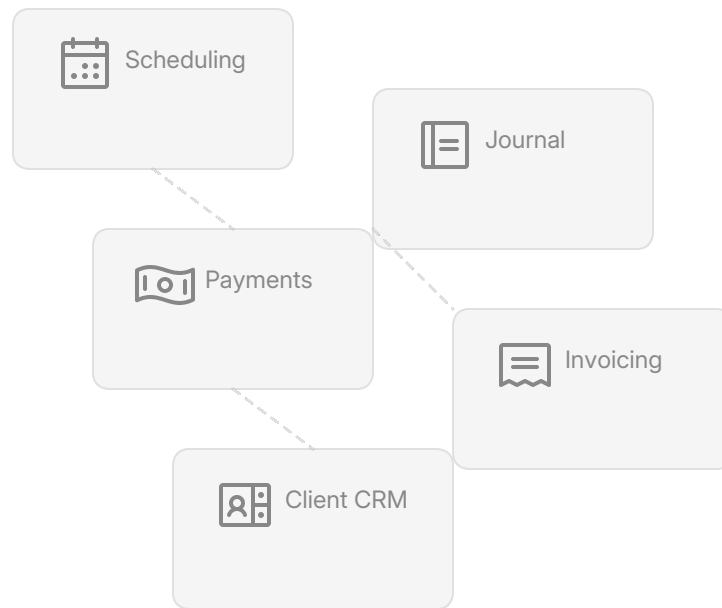 Scheduling
Journal
Payments
Invoicing
Client CRM